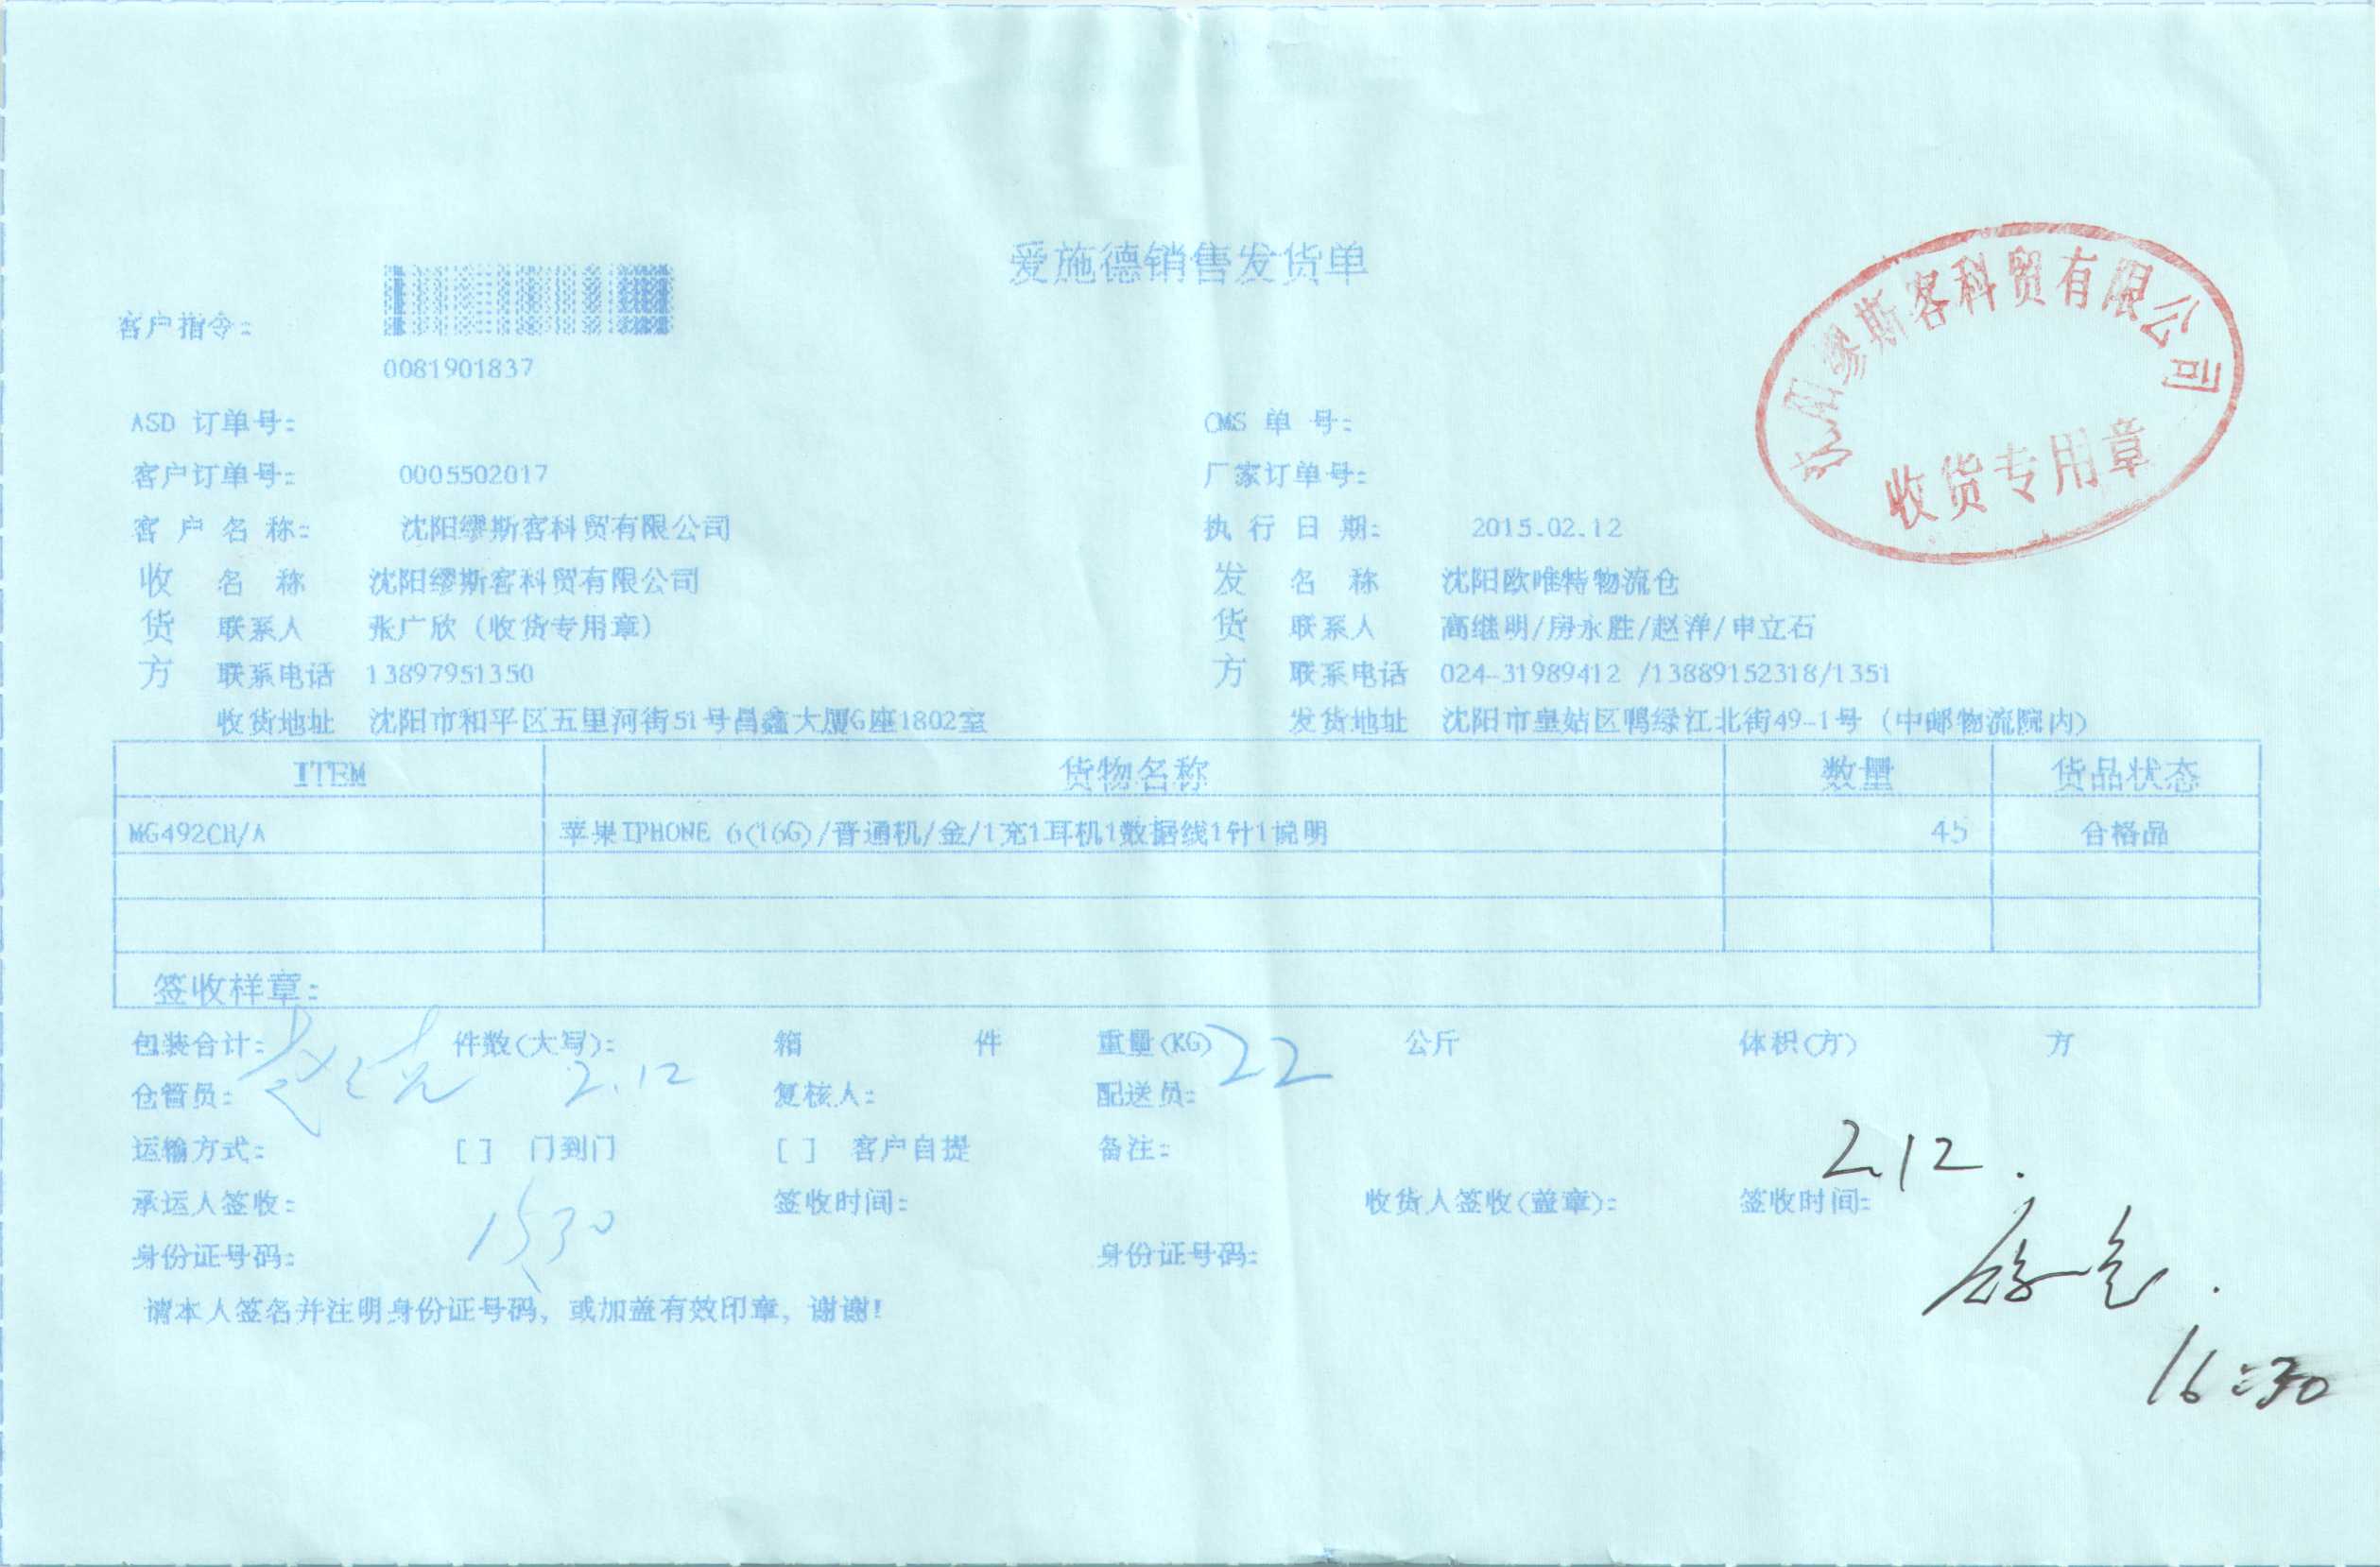 爱施德销售发货单
沈阳缪斯客科贸有限公司
收货专用章
客户指令:
0081901837
ASD 订单号: CMS 单 号:
客户订单号: 0005502017 厂家订单号:
客 户 名 称: 沈阳缪斯客科贸有限公司 执 行 日 期: 2015.02.12
收 名 称 沈阳缪斯客科贸有限公司 发 名 称 沈阳欧唯特物流仓
货 联系人 张广欣（收货专用章） 货 联系人 高继明/房永胜/赵洋/申立石
方 联系电话 13897951350 方 联系电话 024-31989412 /13889152318/1351
收货地址 沈阳市和平区五里河街51号昌鑫大厦G座1802室 发货地址 沈阳市皇姑区鸭绿江北街49-1号（中邮物流院内）
ITEM 货物名称 数量 货品状态
MG492CH/A 苹果IPHONE 6(16G)/普通机/金/1充1耳机1数据线1针1说明 45 合格品
签收样章:
包装合计: 件数(大写): 箱 件 重量(KG) 22 公斤 体积(方) 方
2.12
仓管员: 复核人: 配送员:
运输方式: [ ] 门到门 [ ] 客户自提 备注:
2.12.
承运人签收: 签收时间: 收货人签收(盖章): 签收时间:
1530
身份证号码: 身份证号码:
请本人签名并注明身份证号码，或加盖有效印章，谢谢!
16:30